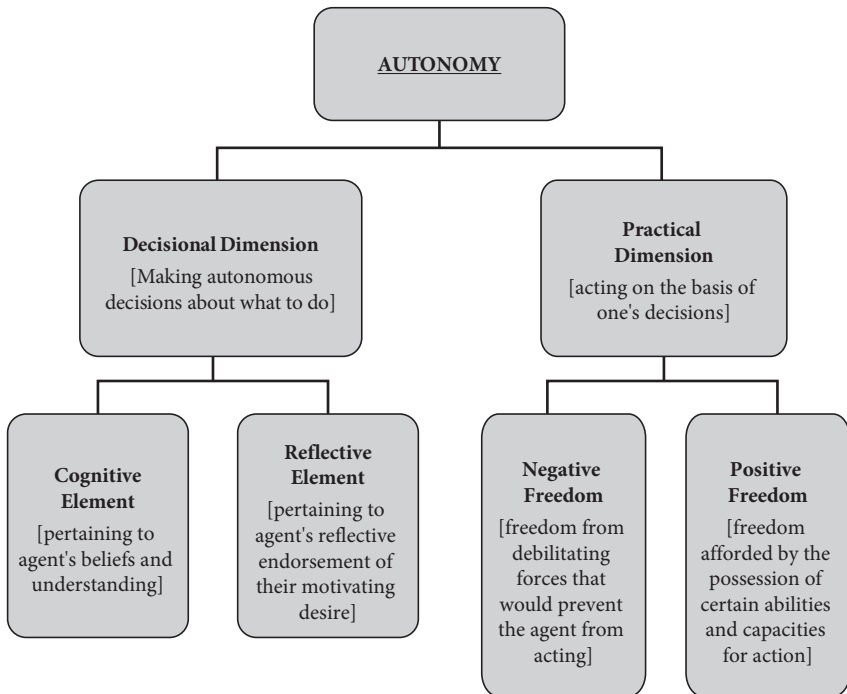 AUTONOMY
Decisional Dimension
[Making autonomous
decisions about what to do]
Practical
Dimension
[acting on the basis of
one's decisions]
Cognitive
Element
[pertaining to
agent's beliefs and
understanding]
Reflective
Element
[pertaining to
agent's reflective
endorsement of
their motivating
desire]
Negative
Freedom
[freedom from
debilitating
forces that
would prevent
the agent from
acting]
Positive
Freedom
[freedom
afforded by the
possession of
certain abilities
and capacities
for action]